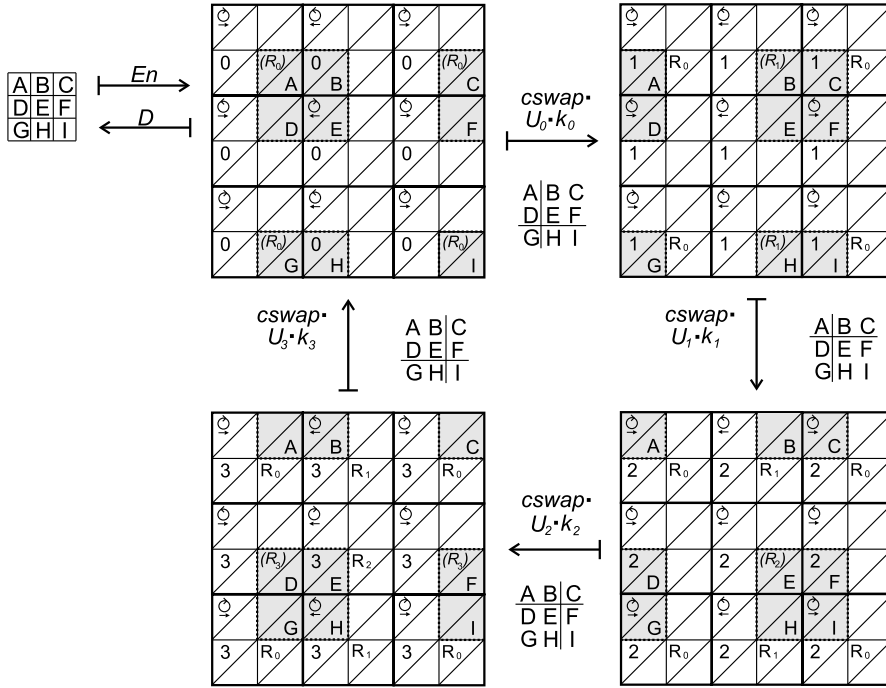 A B C
D E F
G H I
En
D
0 (R₀) A 0 B 0 (R₀) C
D E F
0 0 0
0 (R₀) G 0 H 0 (R₀) I
cswap·
U₀·k₀
A B C
D E F
G H I
1 A R₀ 1 (R₁) B 1 C R₀
D E F
1 1 1
1 G R₀ 1 (R₁) H 1 I R₀
cswap·
U₃·k₃
A B C
D E F
G H I
cswap·
U₁·k₁
A B C
D E F
G H I
A B C
3 R₀ 3 R₁ 3 R₀
3 (R₃) D 3 E R₂ 3 (R₃) F
G H I
3 R₀ 3 R₁ 3 R₀
cswap·
U₂·k₂
A B C
D E F
G H I
A B C
2 R₀ 2 R₁ 2 R₀
2 D 2 (R₂) E 2 F
G H I
2 R₀ 2 R₁ 2 R₀